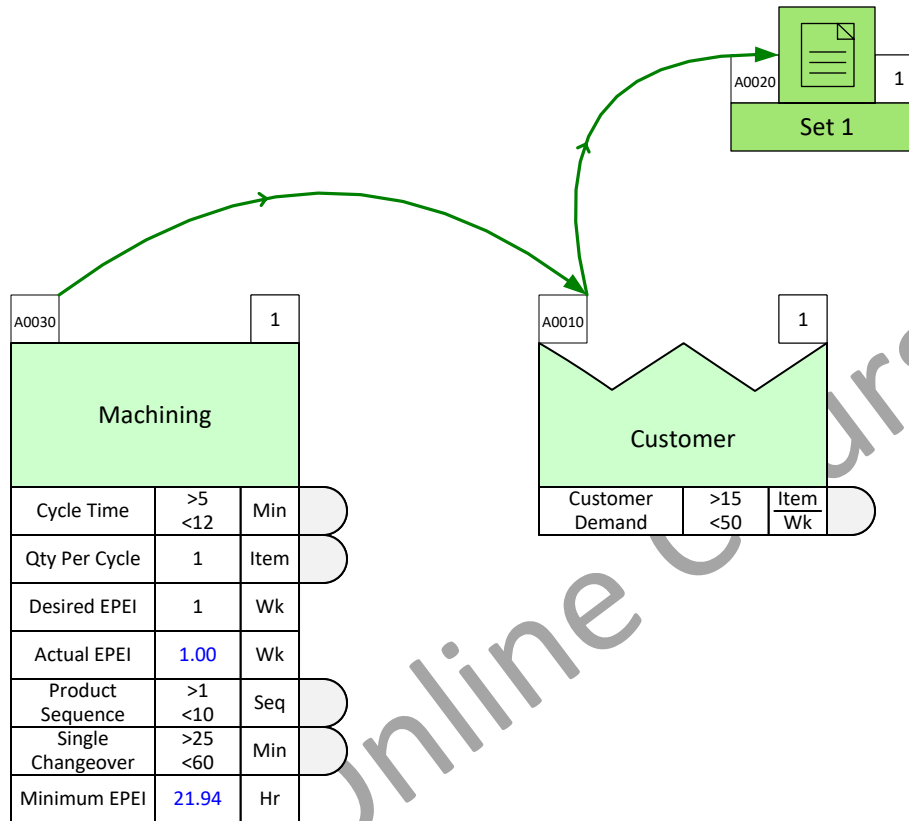 A0020
1
Set 1
A0030
1
A0010
1
Machining
Customer
Cycle Time >5 <12 Min
Customer Demand >15 <50 Item Wk
Qty Per Cycle 1 Item
Desired EPEI 1 Wk
Actual EPEI 1.00 Wk
Product Sequence >1 <10 Seq
Single Changeover >25 <60 Min
Minimum EPEI 21.94 Hr
Online